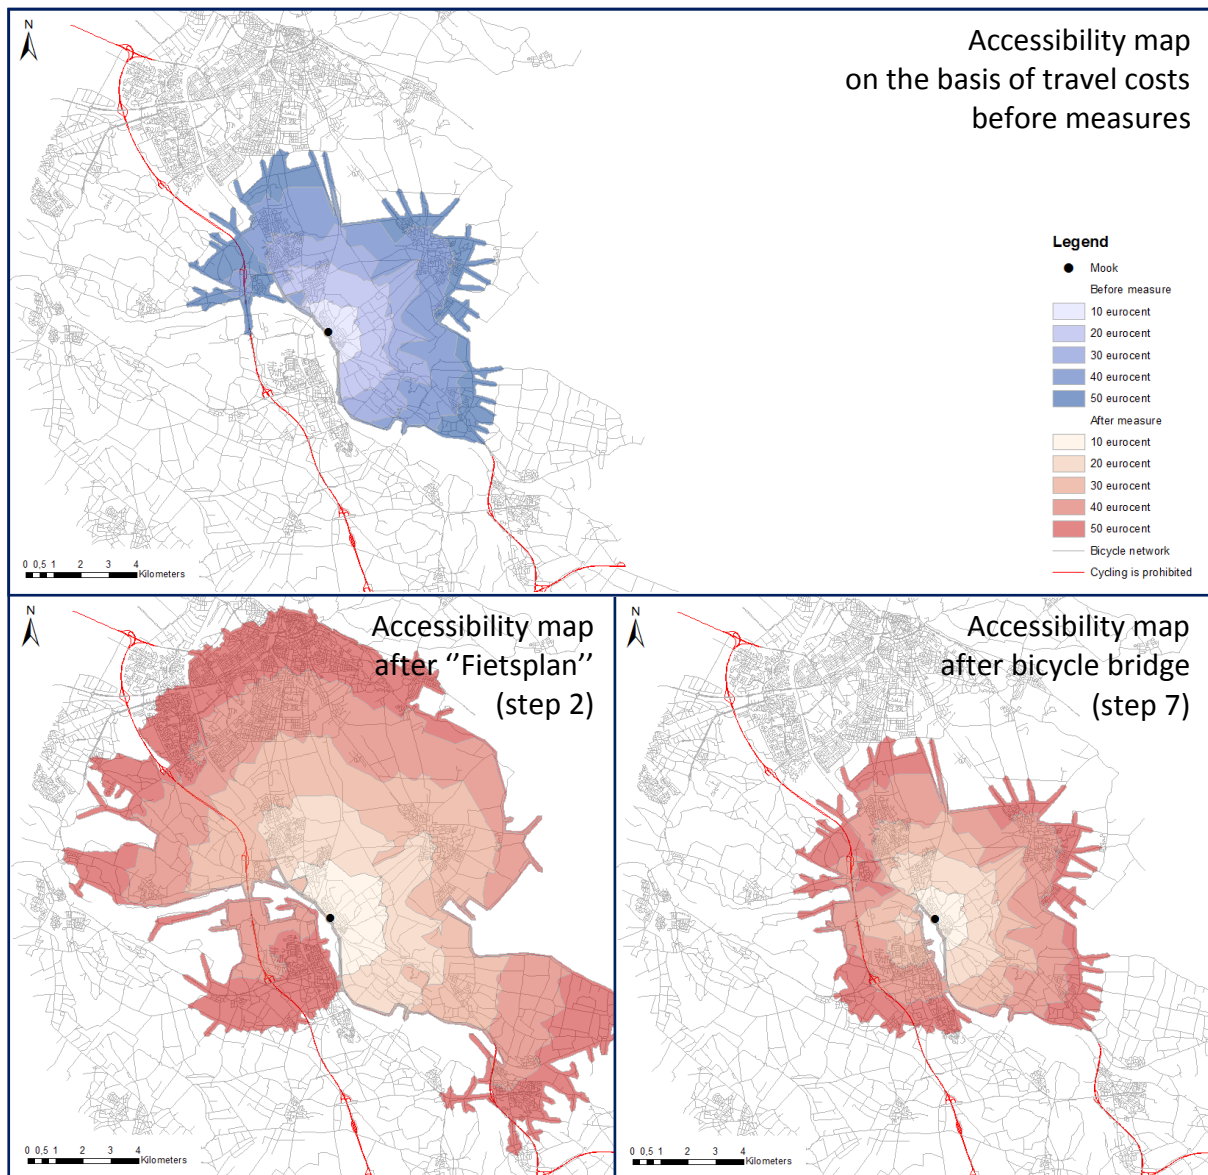 N
Accessibility map
on the basis of travel costs
before measures
Legend
Mook
Before measure
10 eurocent
20 eurocent
30 eurocent
40 eurocent
50 eurocent
After measure
10 eurocent
20 eurocent
30 eurocent
40 eurocent
50 eurocent
Bicycle network
Cycling is prohibited
0 0,5 1 2 3 4
Kilometers
N
Accessibility map
after ‘’Fietsplan’’
(step 2)
0 0,5 1 2 3 4
Kilometers
N
Accessibility map
after bicycle bridge
(step 7)
0 0,5 1 2 3 4
Kilometers